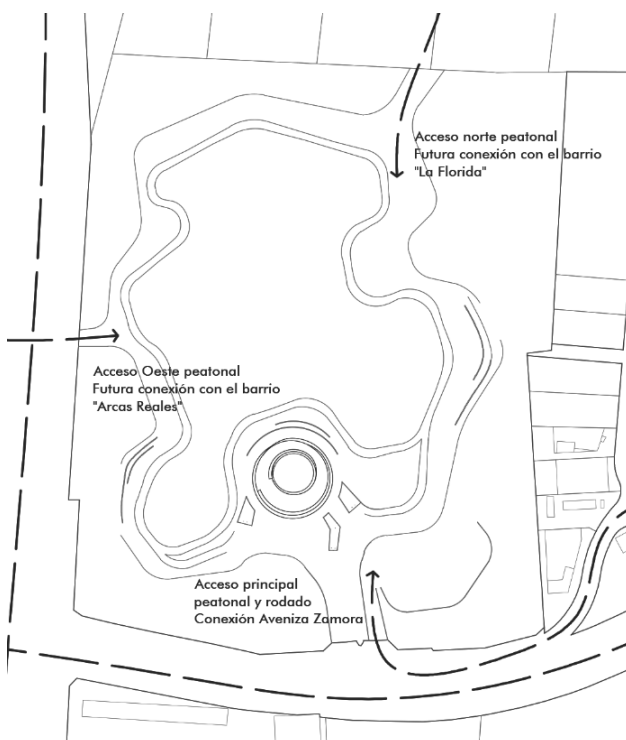 Acceso norte peatonal
Futura conexión con el barrio
"La Florida"
Acceso Oeste peatonal
Futura conexión con el barrio
"Arcas Reales"
Acceso principal
peatonal y rodado
Conexión Aveniza Zamora